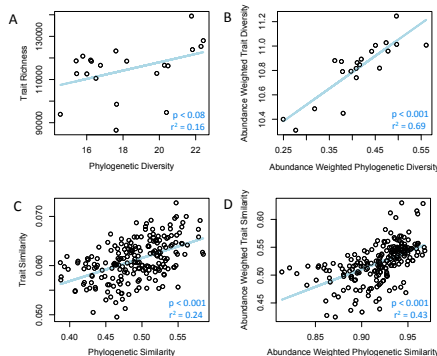 A
Trait Richness
130000
110000
90000
p < 0.08
r² = 0.16
16
18
20
22
Phylogenetic Diversity
B
Abundance Weighted Trait Diversity
11.2
11.0
10.8
10.6
10.4
p < 0.001
r² = 0.69
0.25
0.35
0.45
0.55
Abundance Weighted Phylogenetic Diversity
C
Trait Similarity
0.070
0.060
0.050
p < 0.001
r² = 0.24
0.40
0.45
0.50
0.55
Phylogenetic Similarity
D
Abundance Weighted Trait Similarity
0.60
0.55
0.50
0.45
p < 0.001
r² = 0.43
0.85
0.90
0.95
Abundance Weighted Phylogenetic Similarity